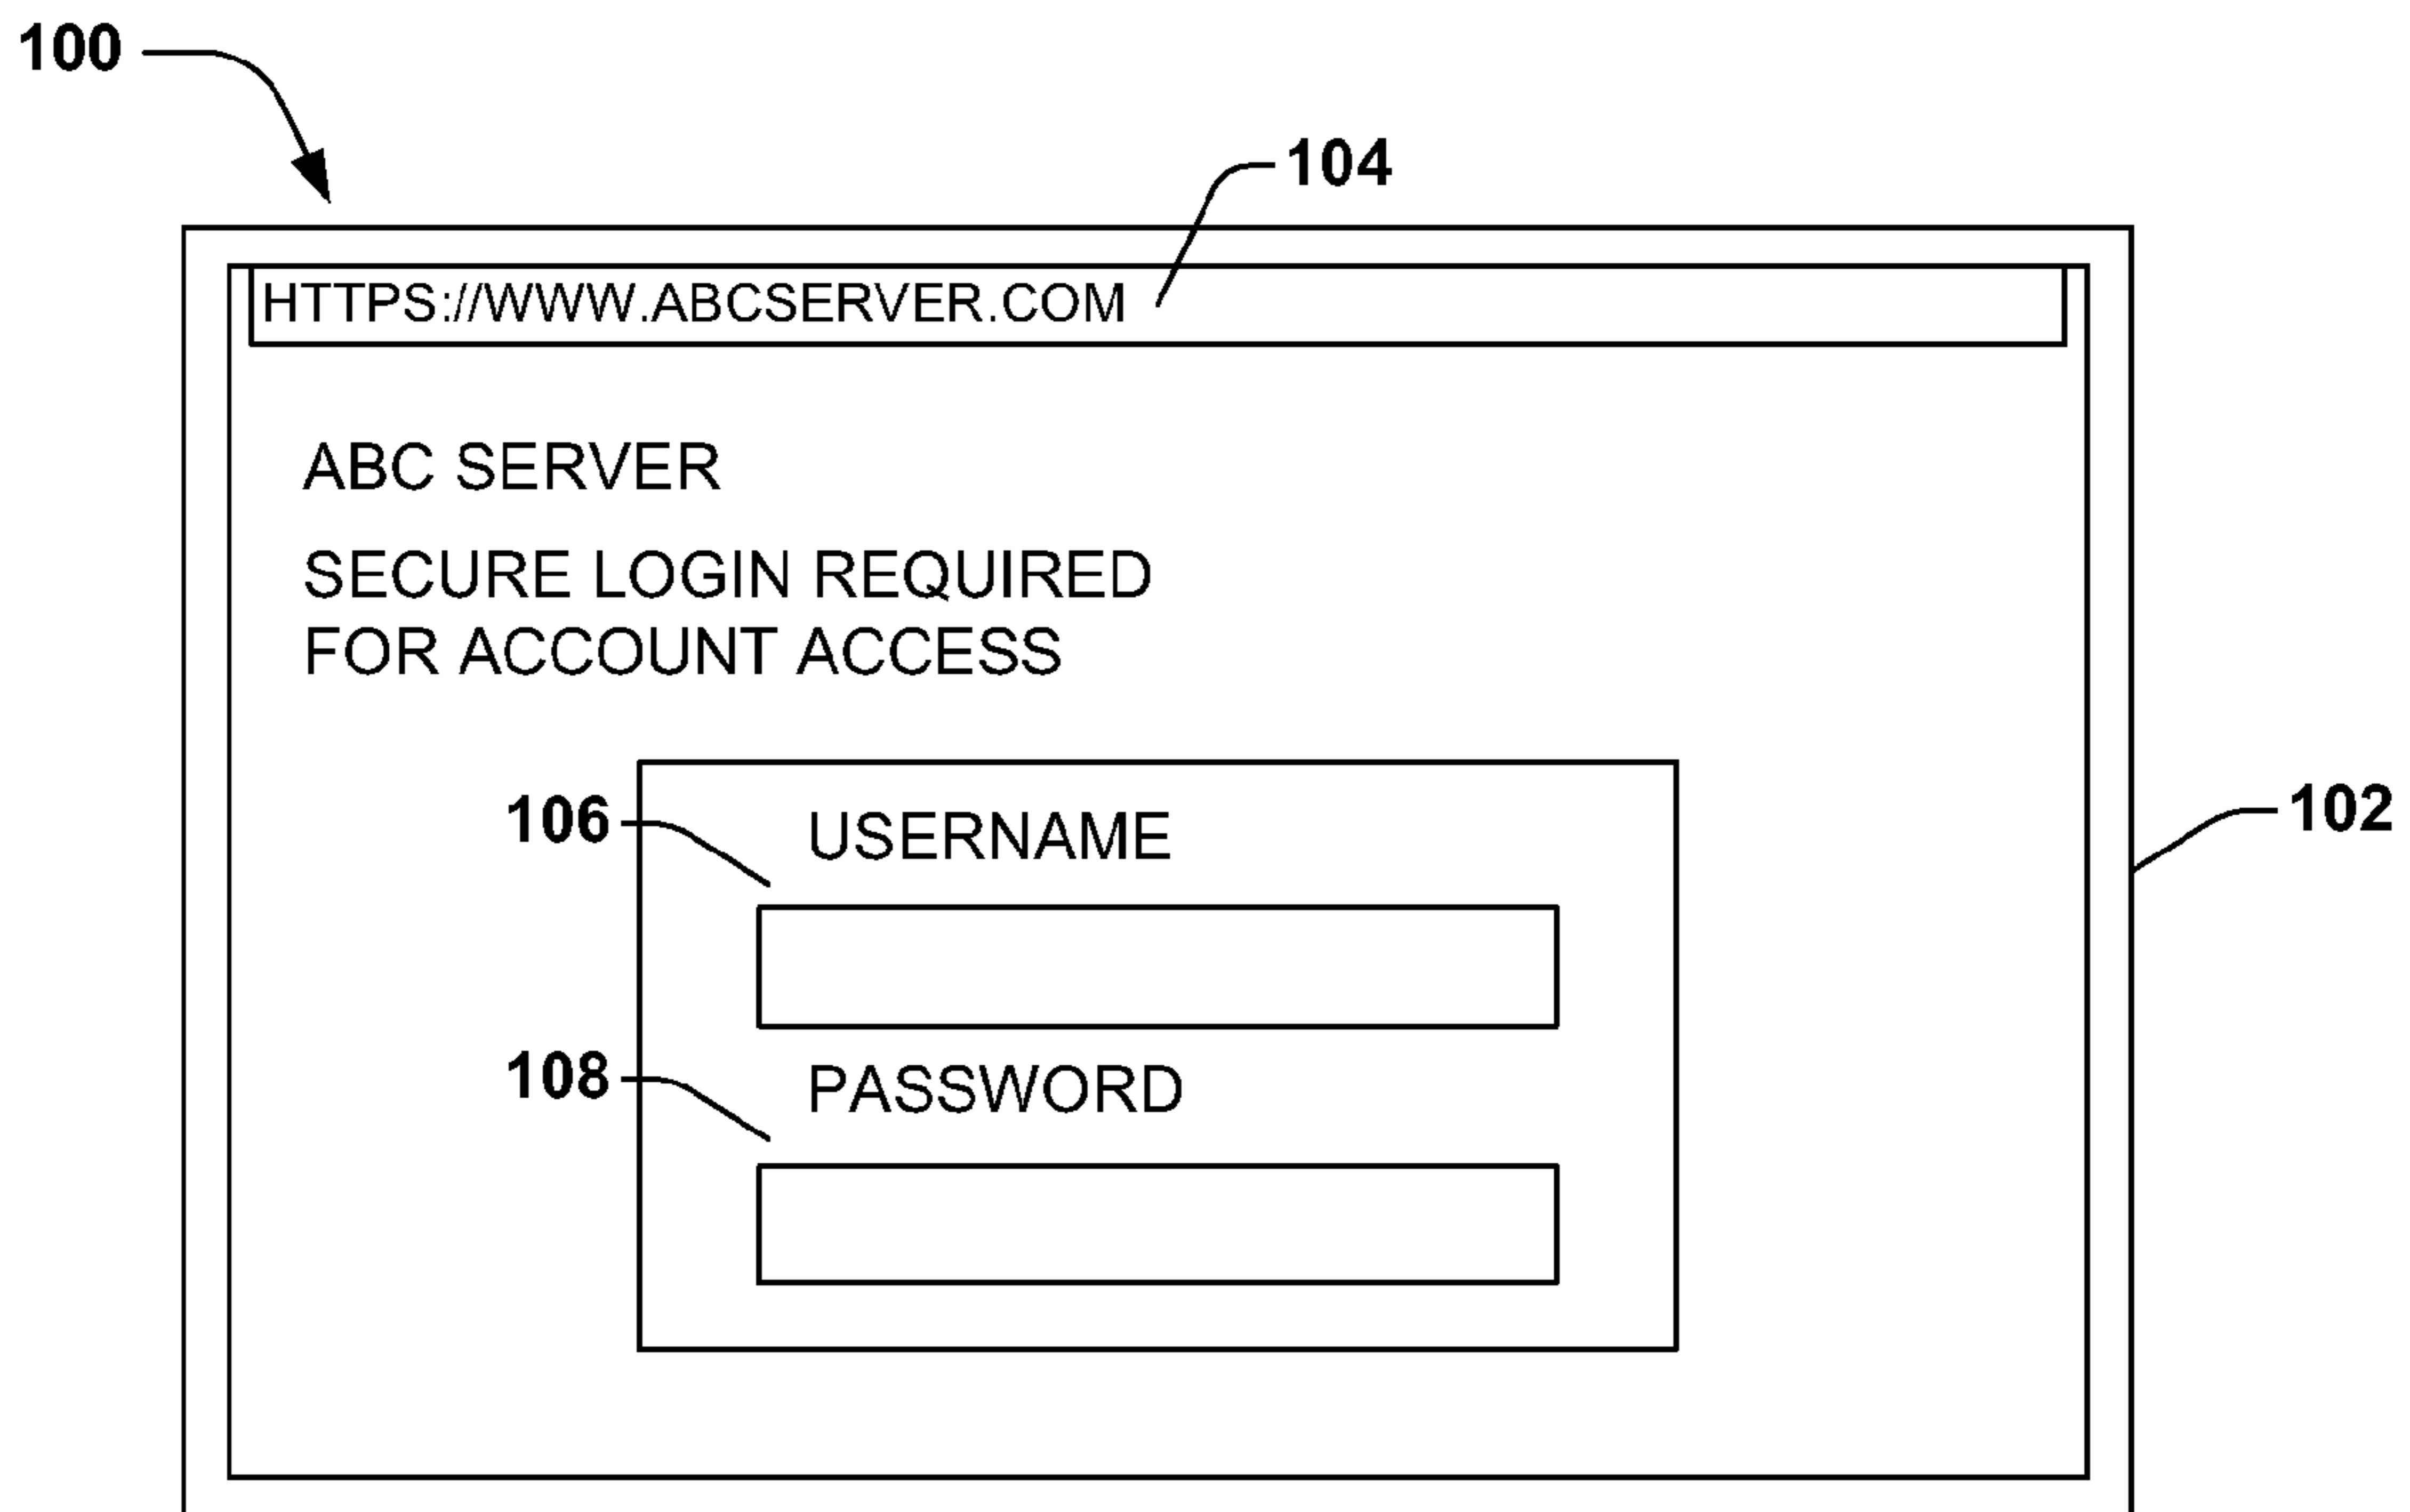 100
104
HTTPS://WWW.ABCSERVER.COM
ABC SERVER
SECURE LOGIN REQUIRED
FOR ACCOUNT ACCESS
106
USERNAME
102
108
PASSWORD